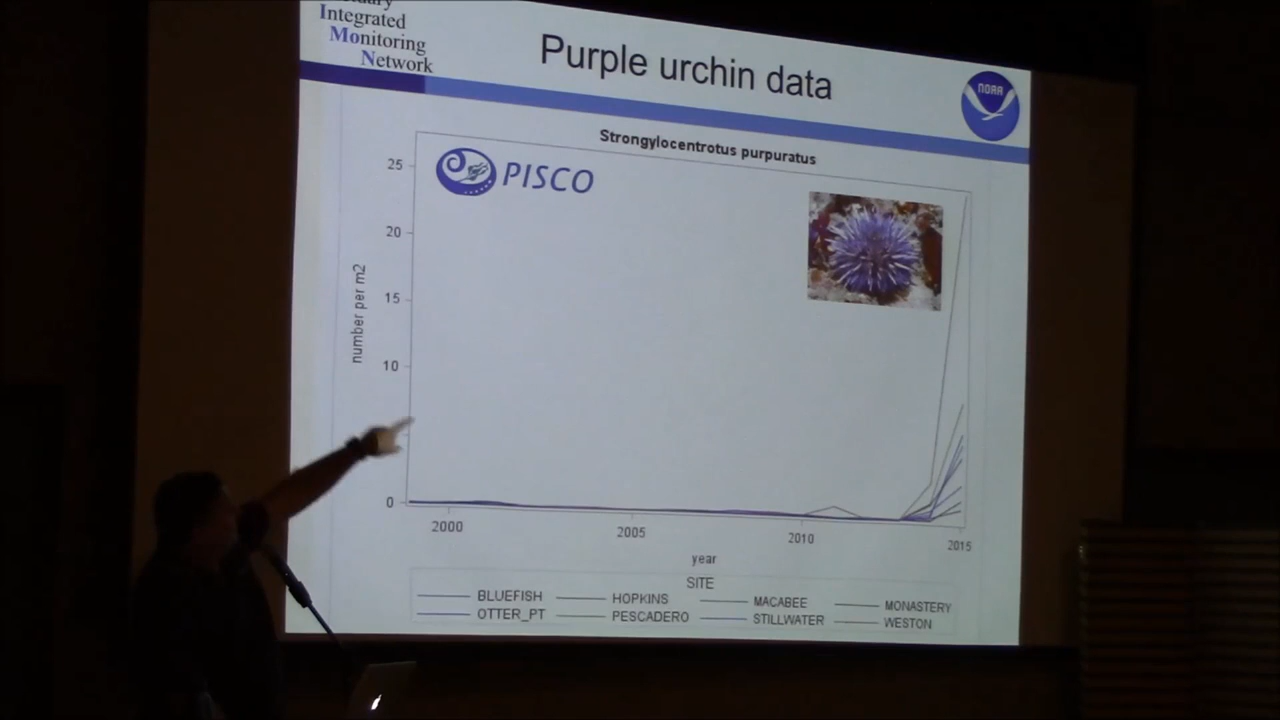 Integrated
Monitoring
Network
Purple urchin data
NOAA
Strongylocentrotus purpuratus
PISCO
25
20
15
10
0
number per m2
2000
2005
2010
2015
year
SITE
BLUEFISH HOPKINS MACABEE MONASTERY
OTTER_PT PESCADERO STILLWATER WESTON